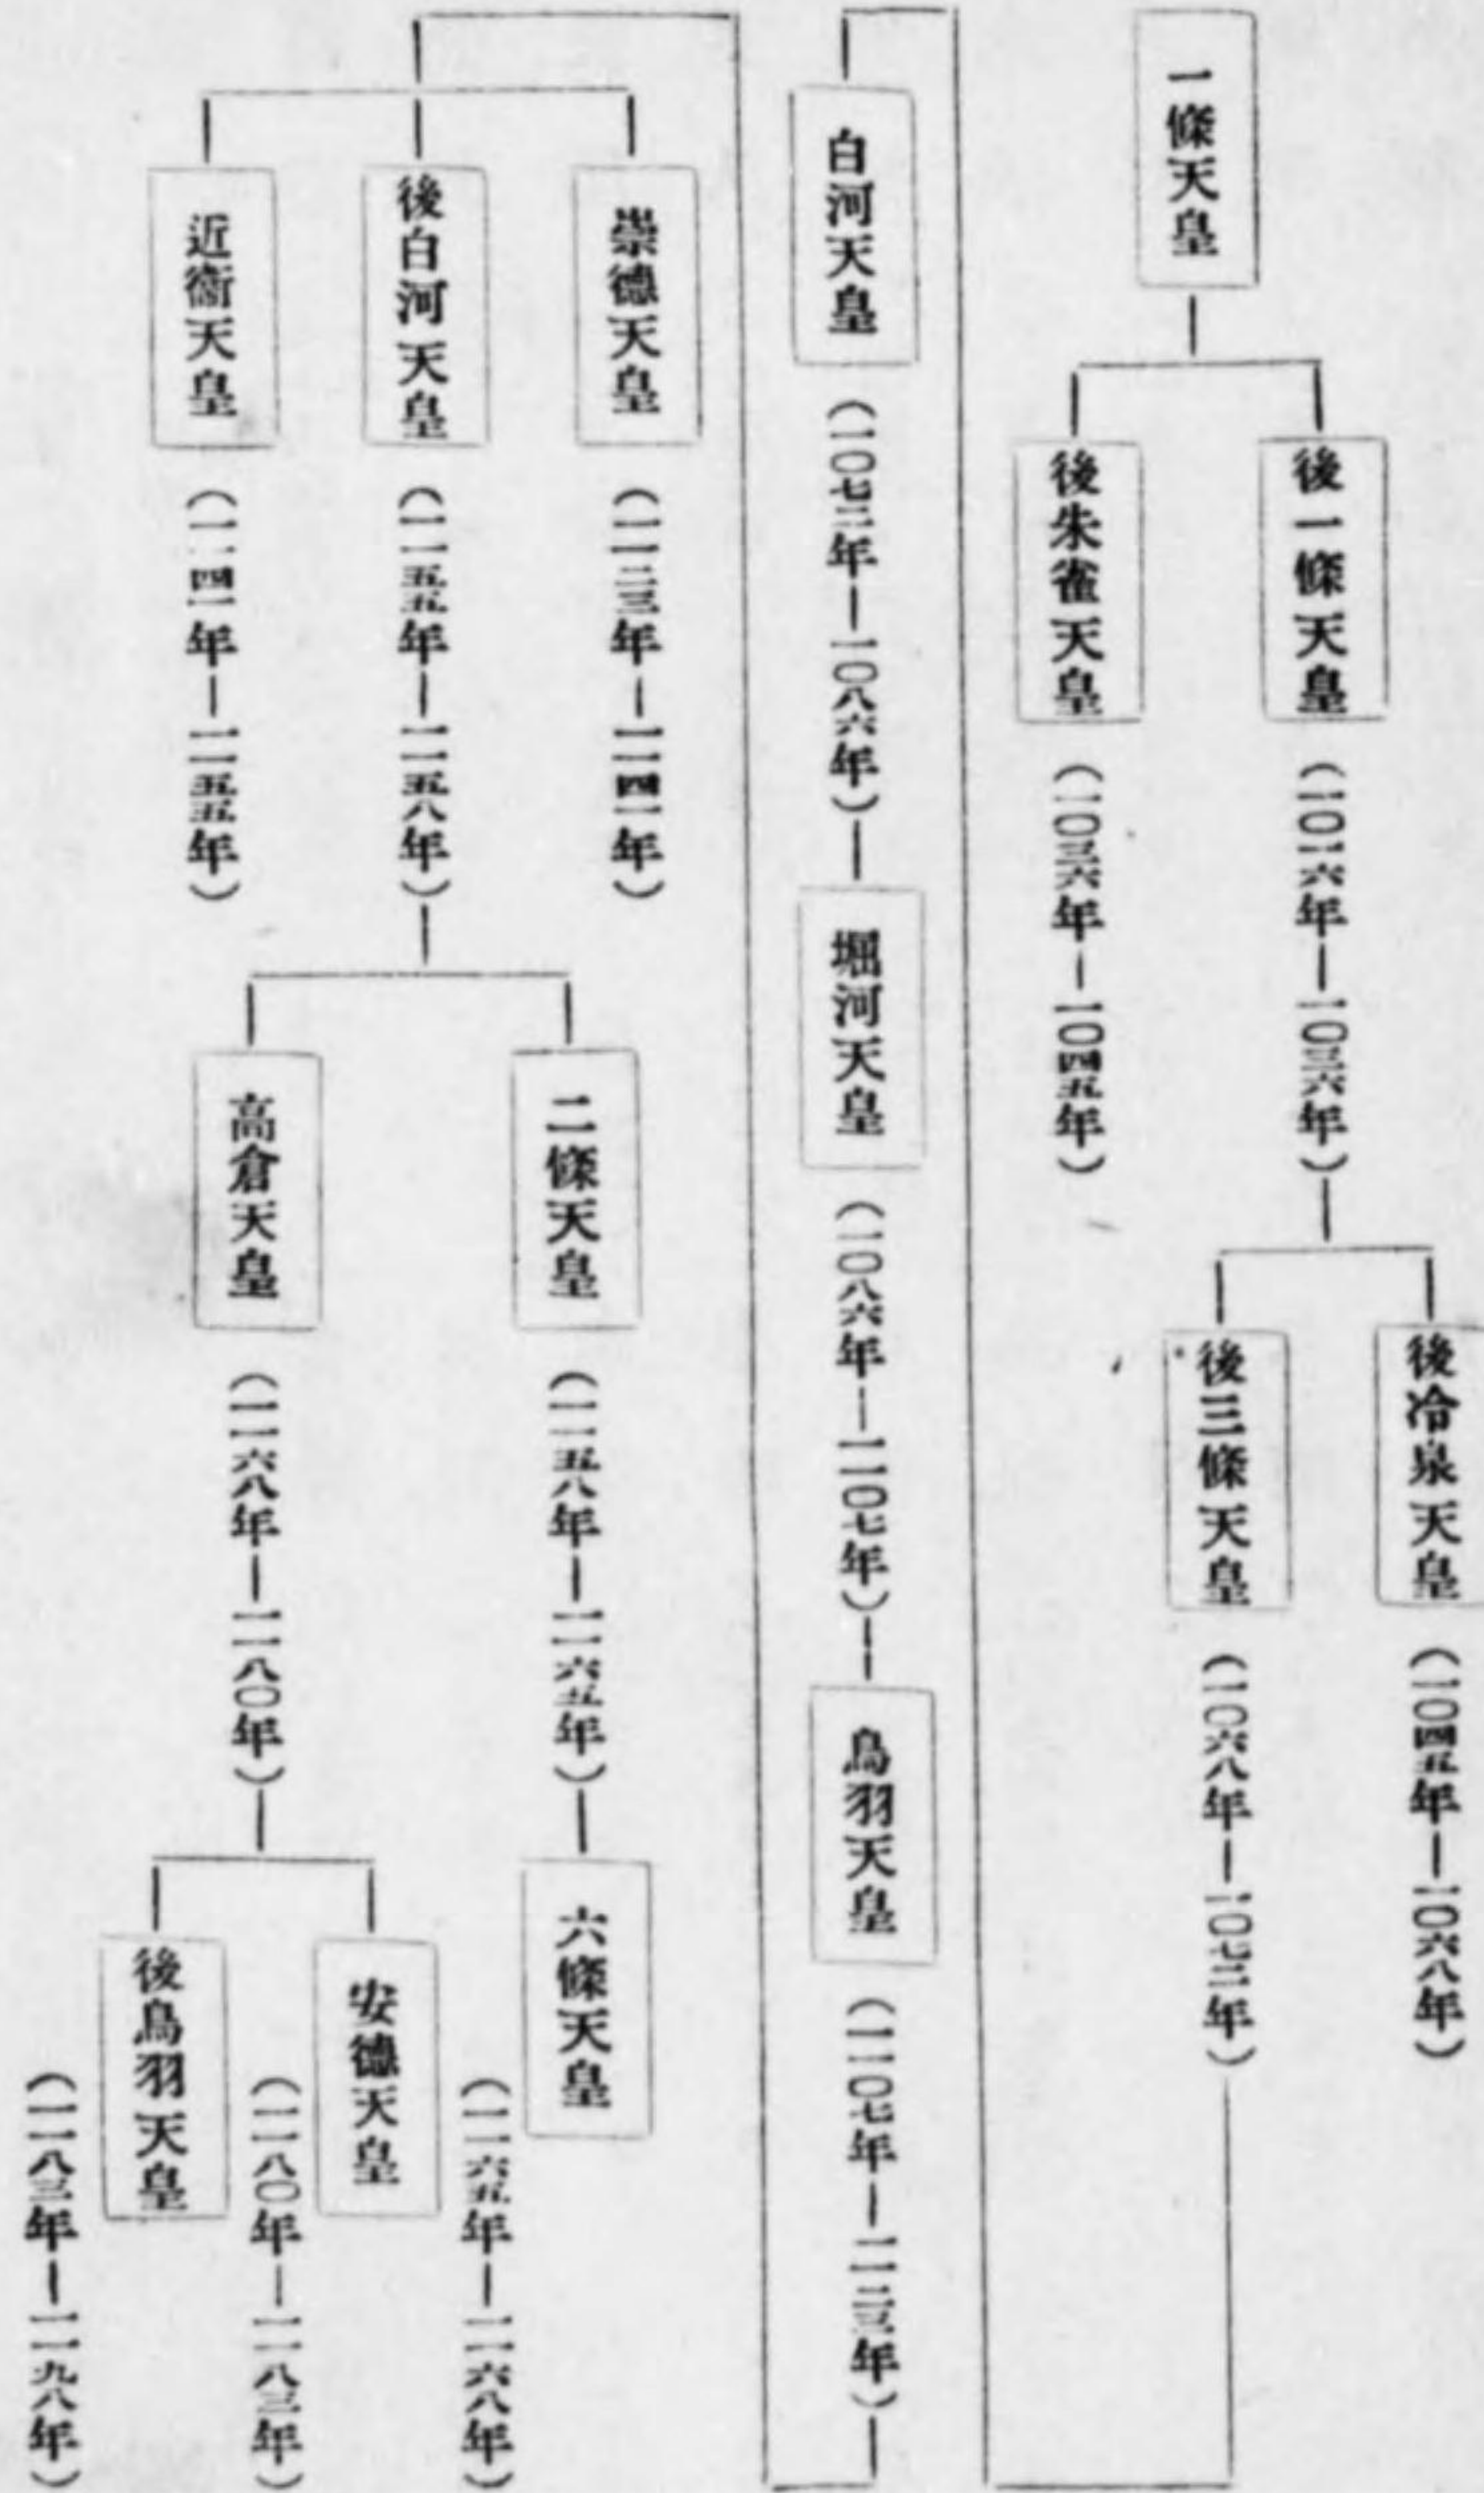 一條天皇
後一條天皇
(一〇一六年—一〇三六年)
後朱雀天皇
(一〇三六年—一〇四五年)
後冷泉天皇
(一〇四五年—一〇六八年)
後三條天皇
(一〇六八年—一〇七二年)
白河天皇
(一〇七二年—一〇八六年)
堀河天皇
(一〇八六年—一一〇七年)
鳥羽天皇
(一一〇七年—一一二三年)
崇德天皇
(一一二三年—一一四一年)
後白河天皇
(一一五五年—一一五八年)
近衞天皇
(一一四一年—一一五五年)
二條天皇
(一一五八年—一一六五年)
高倉天皇
(一一六八年—一一八〇年)
六條天皇
(一一六五年—一一六八年)
安德天皇
(一一八〇年—一一八三年)
後鳥羽天皇
(一一八三年—一一九八年)